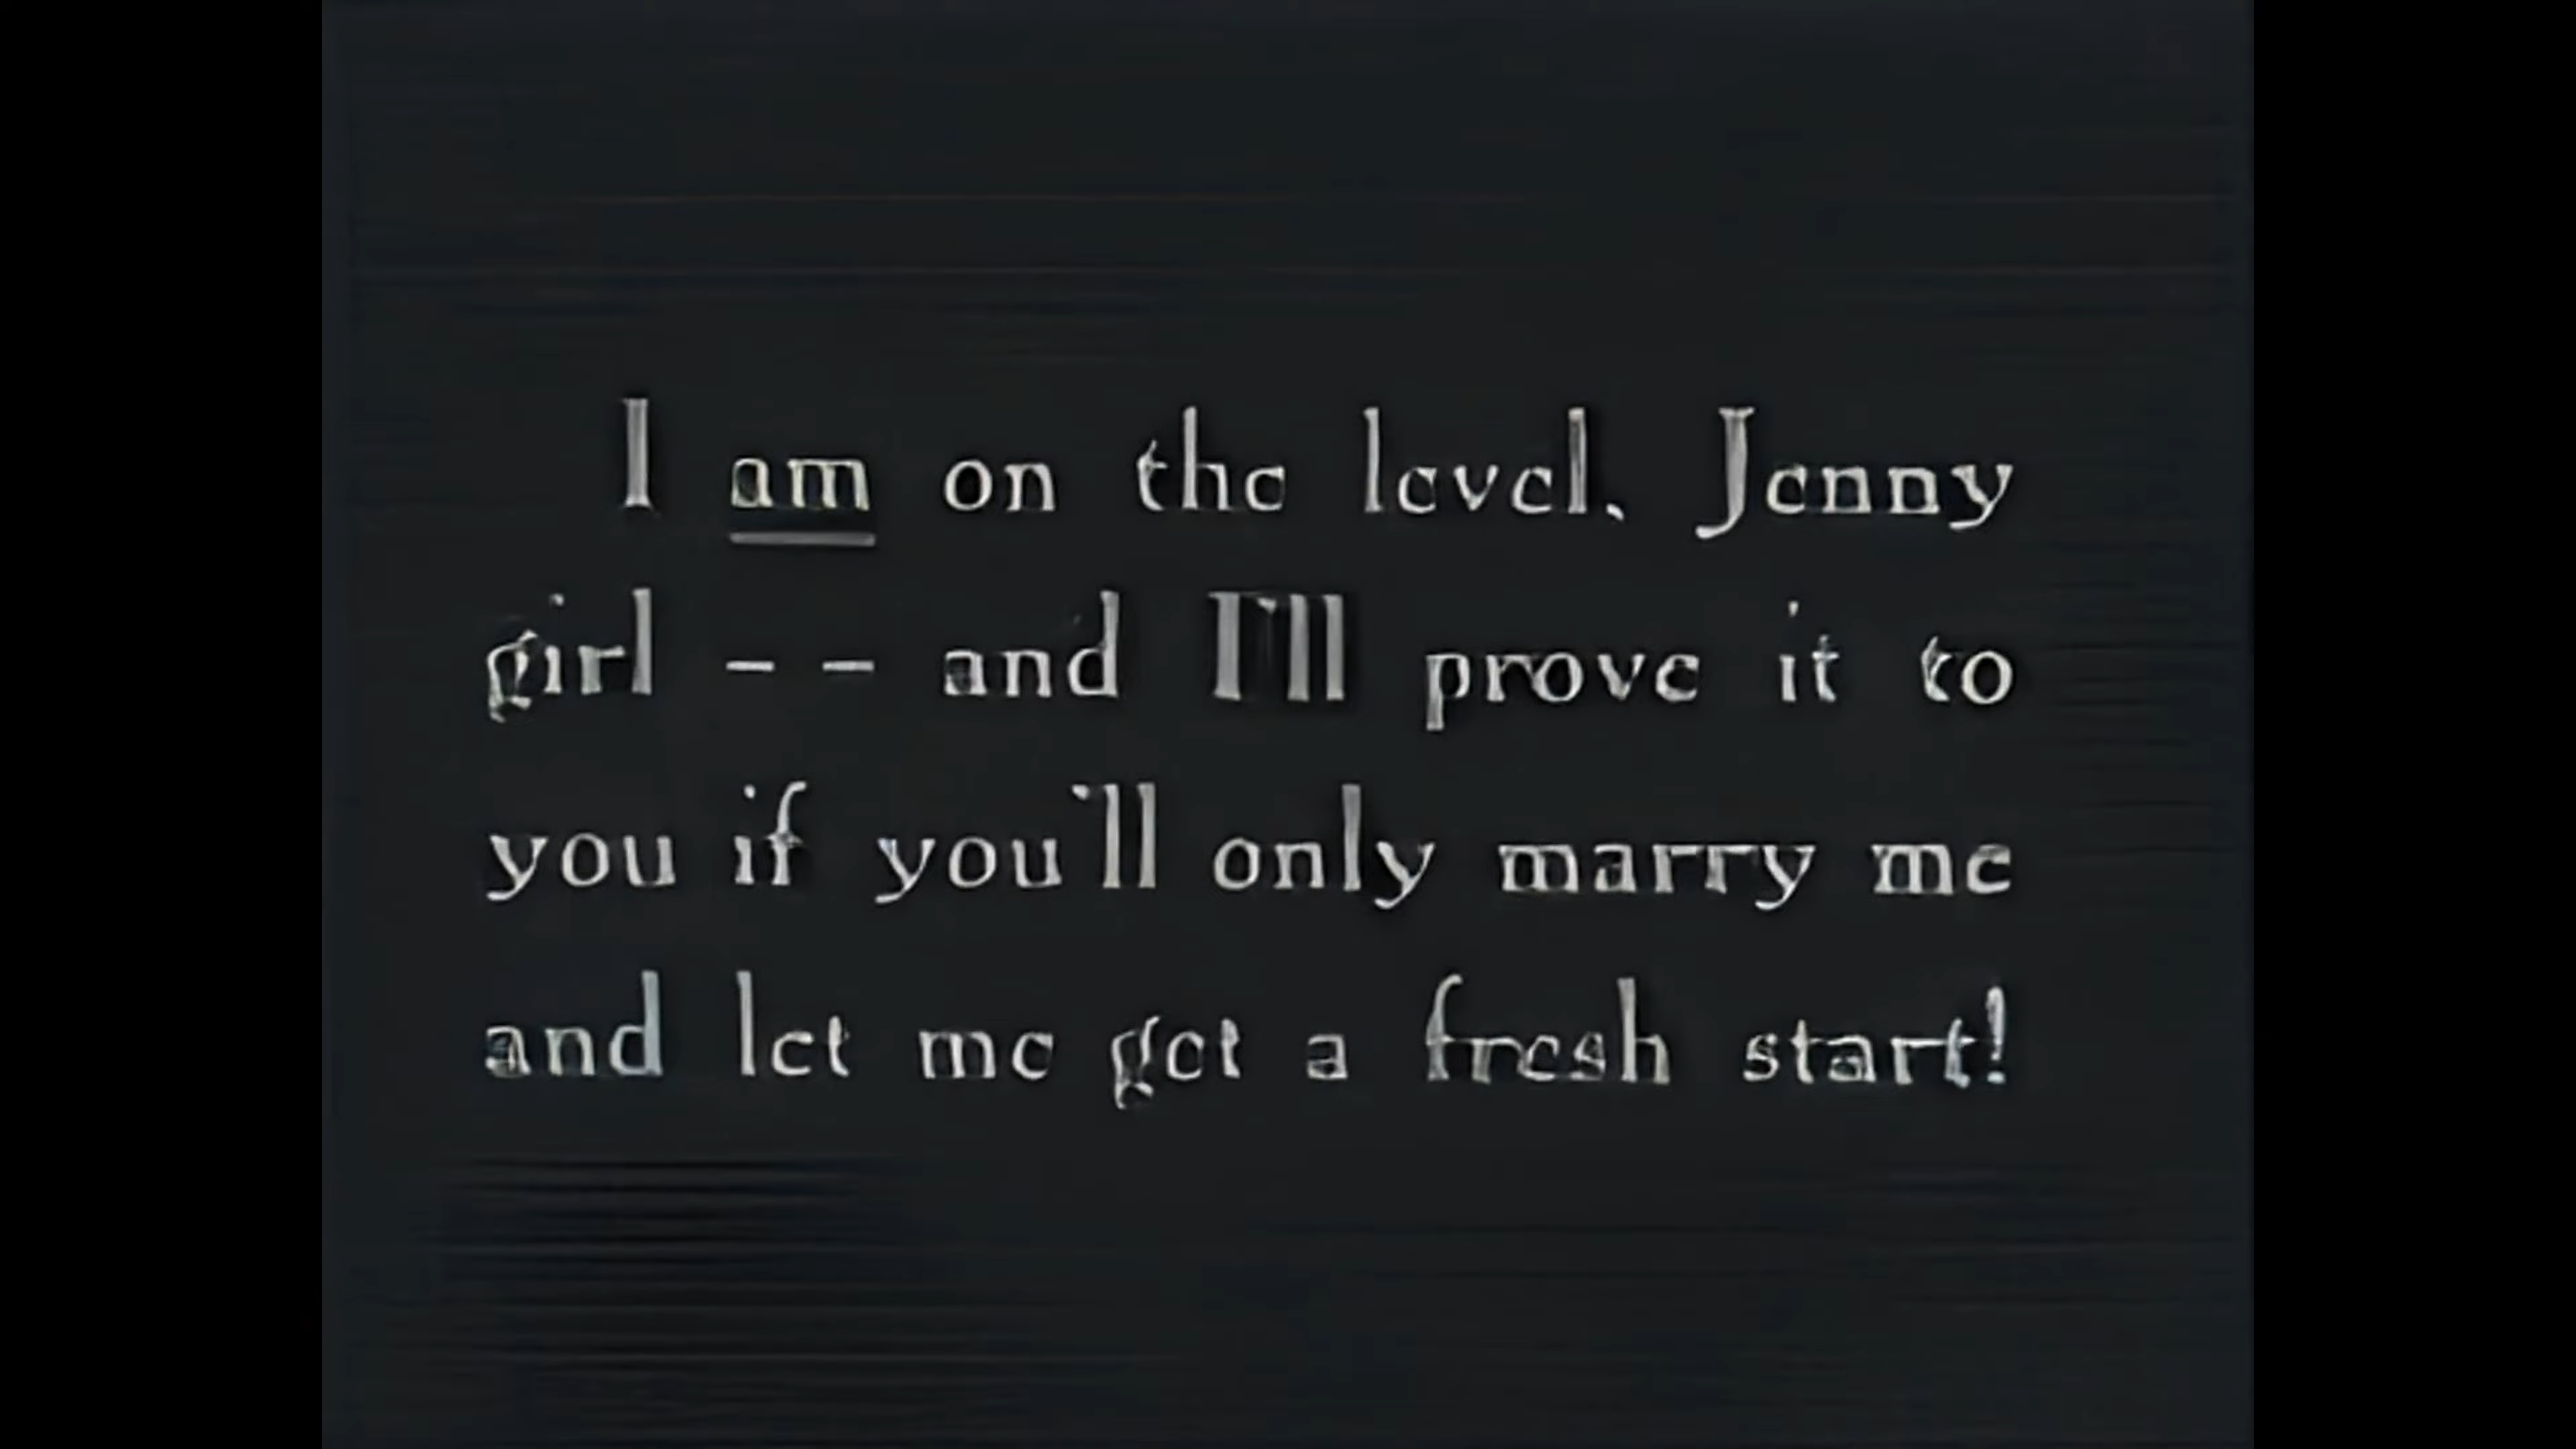 I am on the level, Jenny
girl -- and I'll prove it to
you if you'll only marry me
and let me get a fresh start!